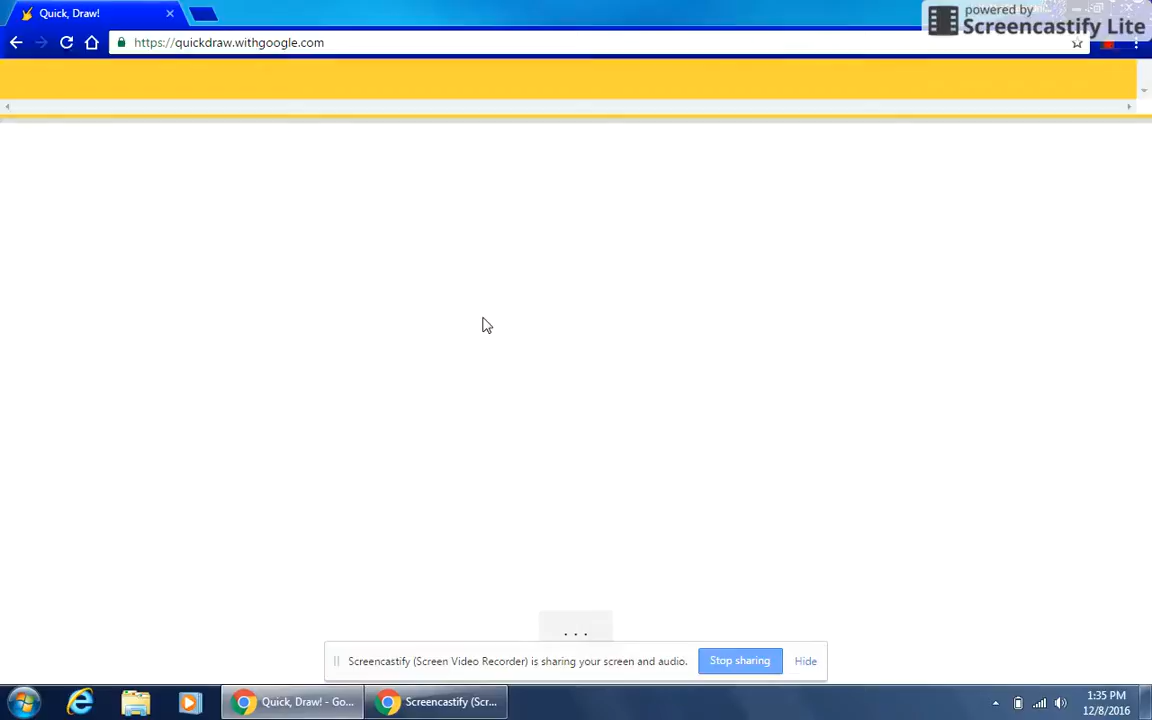 Quick, Draw!
powered by
Screencastify Lite
https://quickdraw.withgoogle.com
...
Screencastify (Screen Video Recorder) is sharing your screen and audio.
Stop sharing
Hide
Quick, Draw! - Go...
Screencastify (Scr...
1:35 PM
12/8/2016